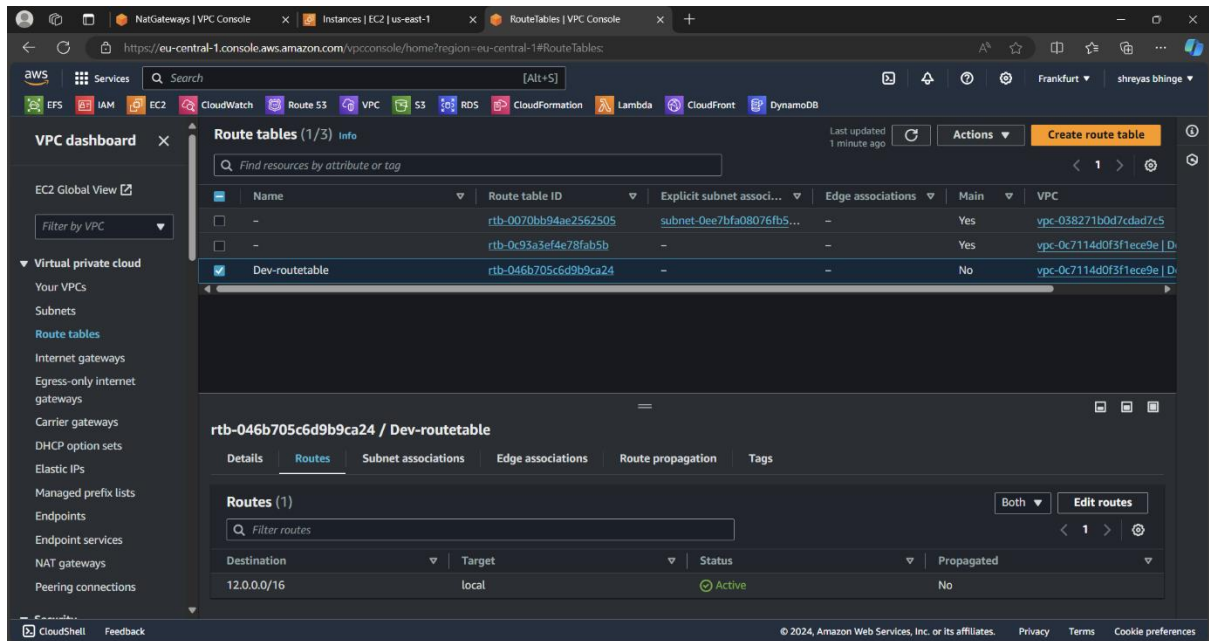 NatGateways | VPC Console
Instances | EC2 | us-east-1
RouteTables | VPC Console
https://eu-central-1.console.aws.amazon.com/vpcconsole/home?region=eu-central-1#RouteTables:
aws Services Search [Alt+S] Frankfurt shreyas bhinge
EFS IAM EC2 CloudWatch Route 53 VPC S3 RDS CloudFormation Lambda CloudFront DynamoDB
VPC dashboard
EC2 Global View
Filter by VPC
Virtual private cloud
Your VPCs
Subnets
Route tables
Internet gateways
Egress-only internet
gateways
Carrier gateways
DHCP option sets
Elastic IPs
Managed prefix lists
Endpoints
Endpoint services
NAT gateways
Peering connections
Route tables (1/3) Info
Last updated
1 minute ago
Actions
Create route table
Find resources by attribute or tag
1
Name Route table ID Explicit subnet associ... Edge associations Main VPC
– rtb-0070bb94ae2562505 subnet-0ee7bfa08076fb5... – Yes vpc-038271b0d7cdad7c5
– rtb-0c93a3ef4e78fab5b – – Yes vpc-0c7114d0f3f1ece9e |
Dev-routetable rtb-046b705c6d9b9ca24 – – No vpc-0c7114d0f3f1ece9e |
rtb-046b705c6d9b9ca24 / Dev-routetable
Details Routes Subnet associations Edge associations Route propagation Tags
Routes (1)
Both
Edit routes
Filter routes
1
Destination Target Status Propagated
12.0.0.0/16 local Active No
CloudShell Feedback © 2024, Amazon Web Services, Inc. or its affiliates. Privacy Terms Cookie preferences